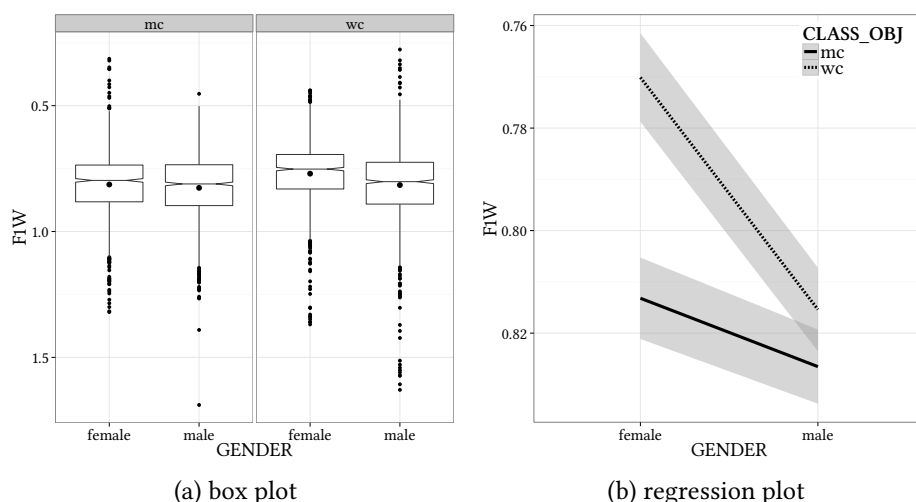 mc
wc
0.5
1.0
1.5
F1W
female
male
female
male
GENDER
(a) box plot
0.76
0.78
0.80
0.82
F1W
CLASS_OBJ
mc
wc
female
male
GENDER
(b) regression plot